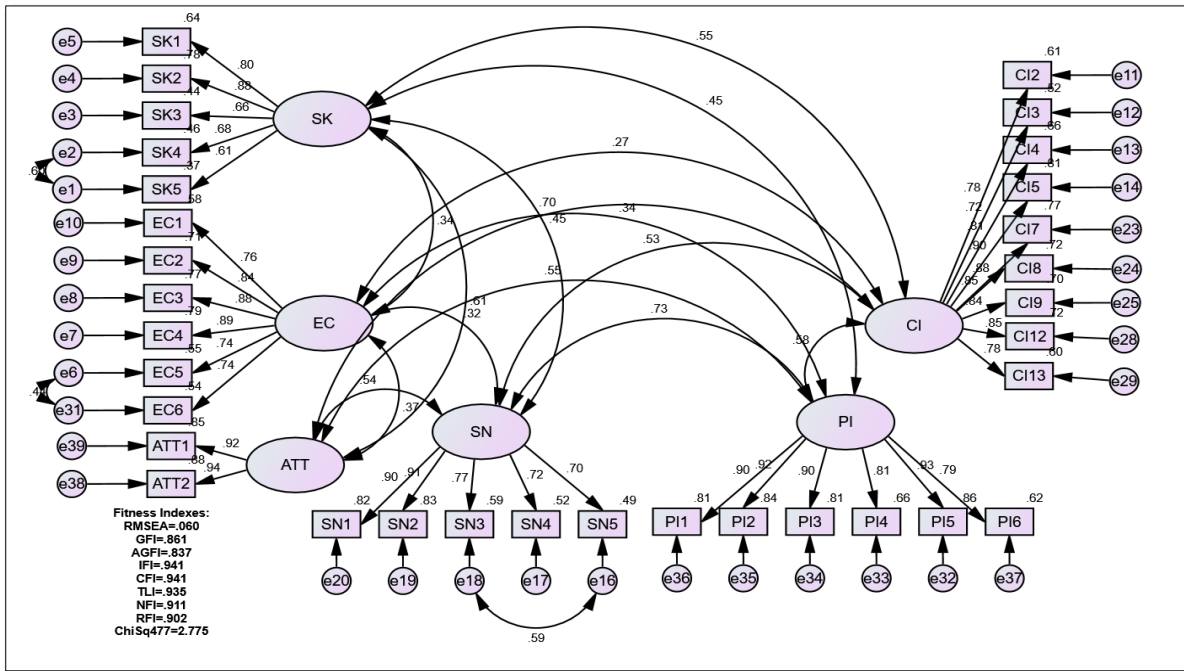 .64
e5
SK1
.78
.80
e4
SK2
.88
.44
e3
SK3
.66
.46
.68
e2
SK4
.61
.37
e1
SK5
.58
SK
e10
EC1
.71
.76
e9
EC2
.84
.77
e8
EC3
.88
.79
e7
EC4
.89
.55
.74
e6
EC5
.74
.54
e31
EC6
.85
EC
e39
ATT1
.92
.88
.94
e38
ATT2
ATT
.55
.45
.27
.70
.34
.45
.34
.53
.55
.61
.32
.73
.58
.54
.37
.61
CI2
e11
.52
CI3
e12
.66
CI4
e13
.81
CI5
e14
.77
CI7
e23
.72
CI8
e24
.70
CI9
e25
.72
CI12
e28
.60
CI13
e29
.78
.72
.81
.90
.88
.85
.84
.85
.78
CI
SN
PI
.90
.91
.77
.72
.70
.82
.83
.59
.52
.49
SN1
SN2
SN3
SN4
SN5
e20
e19
e18
e17
e16
.59
.90
.92
.90
.81
.93
.79
.81
.84
.81
.66
.86
.62
PI1
PI2
PI3
PI4
PI5
PI6
e36
e35
e34
e33
e32
e37
Fitness Indexes:
RMSEA=.060
GFI=.861
AGFI=.837
IFI=.941
CFI=.941
TLI=.935
NFI=.911
RFI=.902
ChiSq477=2.775